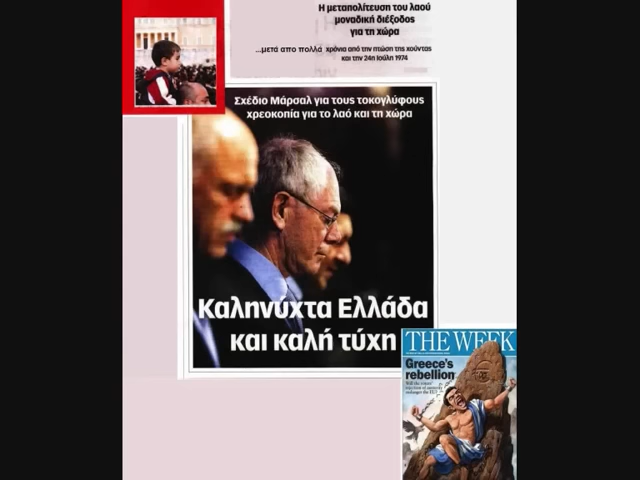 Η μεταπολίτευση του λαού
μοναδική διέξοδος
για τη χώρα
...μετά απο πολλά χρόνια από την πτώση της χούντας
και την 24η Ιούλη 1974
Σχέδιο Μάρσαλ για τους τοκογλύφους
χρεοκοπία για το λαό και τη χώρα
Καληνύχτα Ελλάδα
και καλή τύχη
THE WEEK
Greece's
rebellion